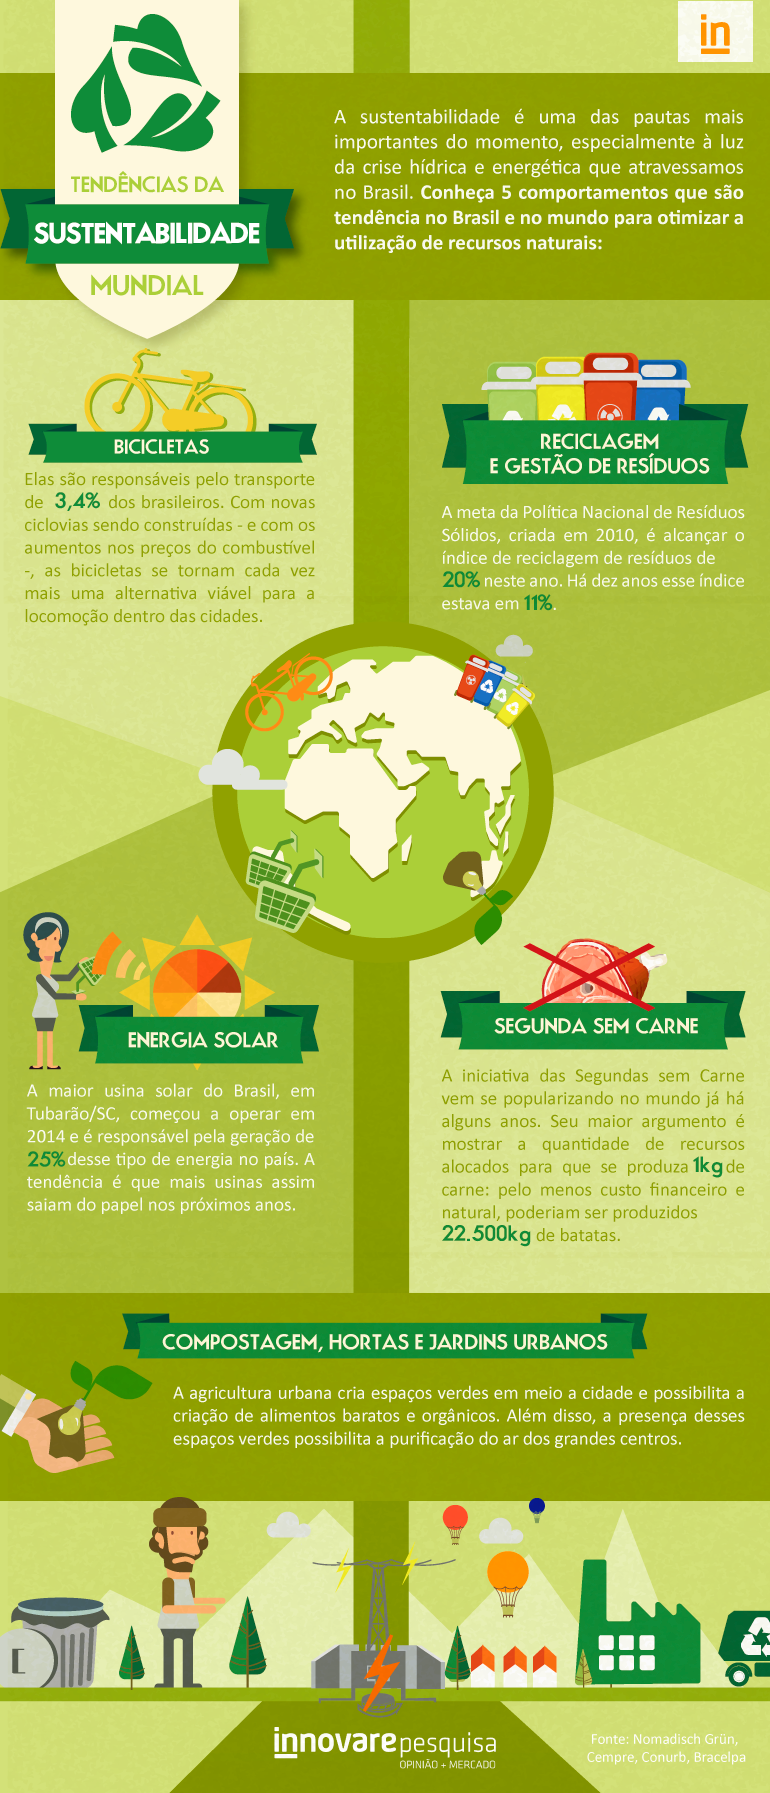 in
TENDÊNCIAS DA
SUSTENTABILIDADE
MUNDIAL
A sustentabilidade é uma das pautas mais
importantes do momento, especialmente à luz
da crise hídrica e energética que atravessamos
no Brasil. Conheça 5 comportamentos que são
tendência no Brasil e no mundo para otimizar a
utilização de recursos naturais:
BICICLETAS
Elas são responsáveis pelo transporte
de 3,4% dos brasileiros. Com novas
ciclovias sendo construídas - e com os
aumentos nos preços do combustível
-, as bicicletas se tornam cada vez
mais uma alternativa viável para a
locomoção dentro das cidades.
RECICLAGEM
E GESTÃO DE RESÍDUOS
A meta da Política Nacional de Resíduos
Sólidos, criada em 2010, é alcançar o
índice de reciclagem de resíduos de
20% neste ano. Há dez anos esse índice
estava em 11%.
ENERGIA SOLAR
A maior usina solar do Brasil, em
Tubarão/SC, começou a operar em
2014 e é responsável pela geração de
25% desse tipo de energia no país. A
tendência é que mais usinas assim
saiam do papel nos próximos anos.
SEGUNDA SEM CARNE
A iniciativa das Segundas sem Carne
vem se popularizando no mundo já há
alguns anos. Seu maior argumento é
mostrar a quantidade de recursos
alocados para que se produza 1kg de
carne: pelo menos custo financeiro e
natural, poderiam ser produzidos
22.500kg de batatas.
COMPOSTAGEM, HORTAS E JARDINS URBANOS
A agricultura urbana cria espaços verdes em meio a cidade e possibilita a
criação de alimentos baratos e orgânicos. Além disso, a presença desses
espaços verdes possibilita a purificação do ar dos grandes centros.
innovare pesquisa
OPINIÃO + MERCADO
Fonte: Nomadisch Grün,
Cempre, Conurb, Bracelpa